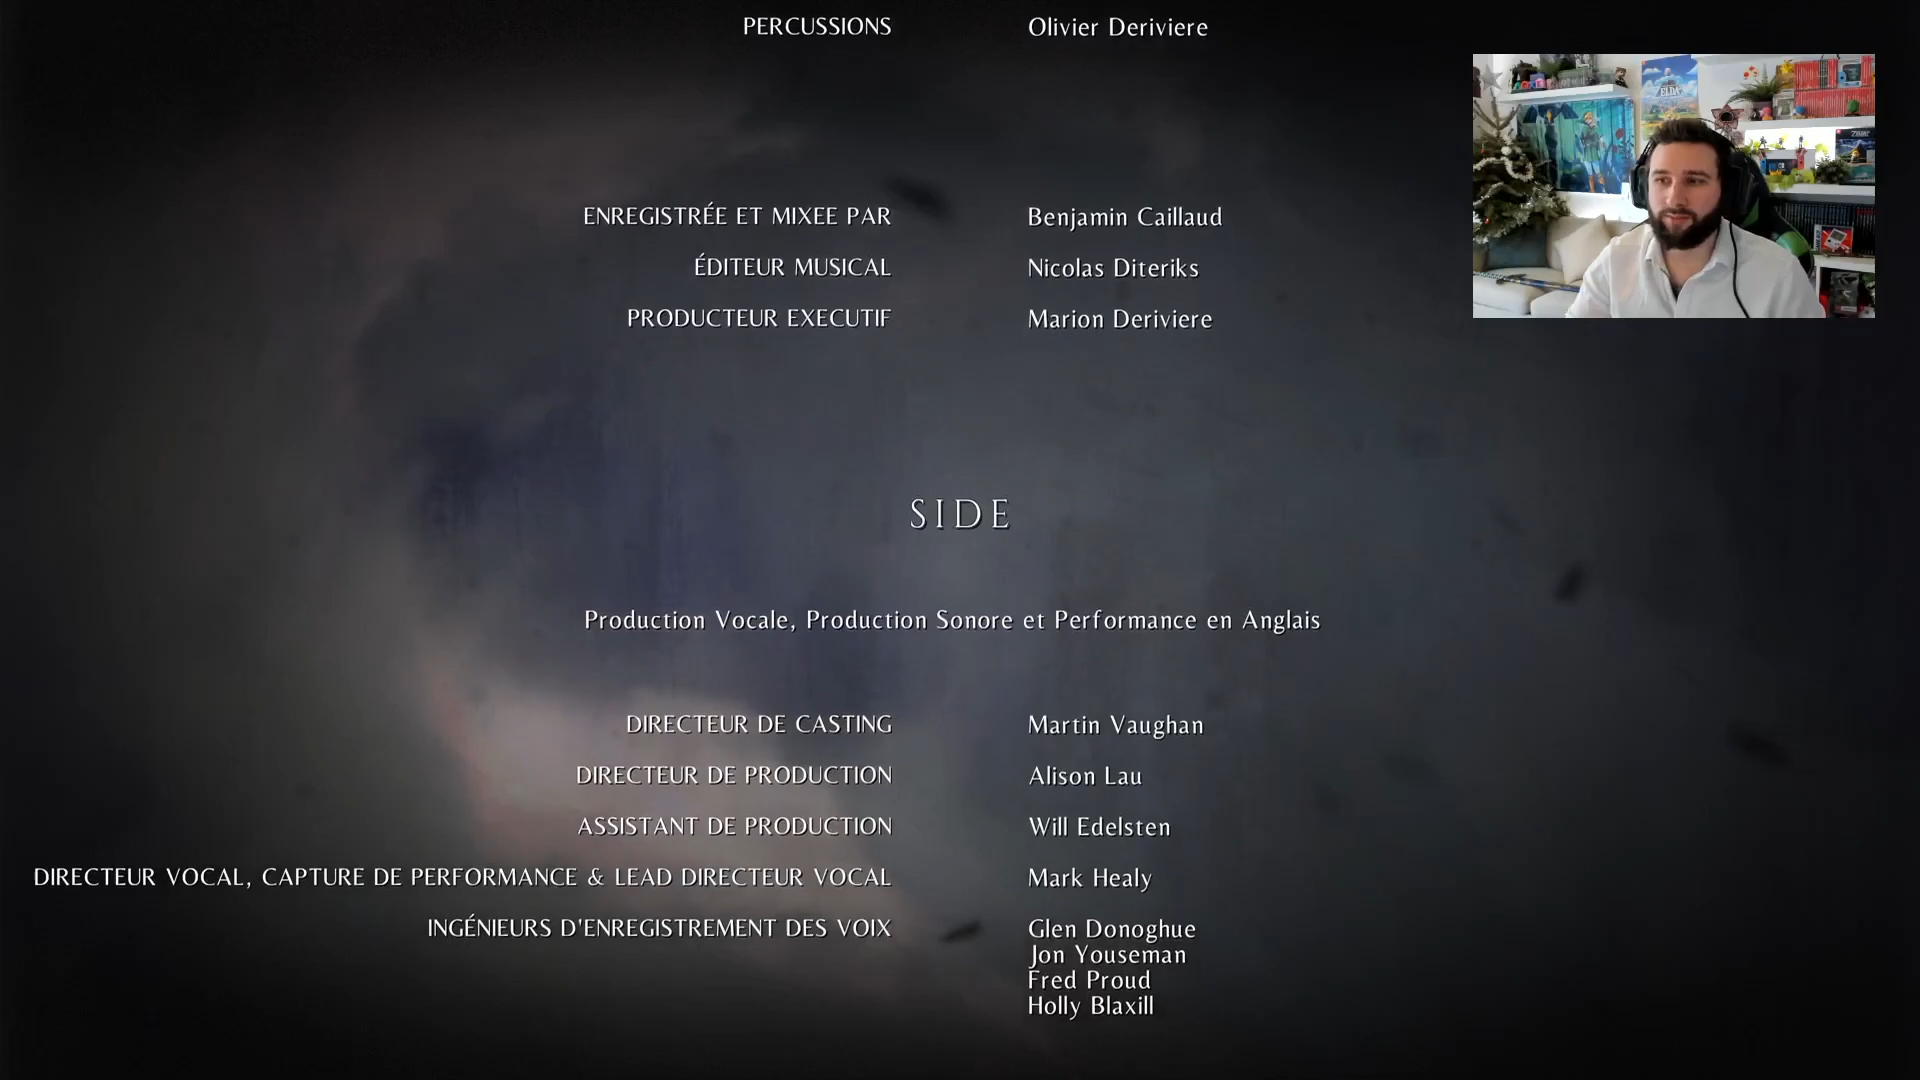 PERCUSSIONS Olivier Deriviere
ENREGISTRÉE ET MIXEE PAR Benjamin Caillaud
ÉDITEUR MUSICAL Nicolas Diteriks
PRODUCTEUR EXECUTIF Marion Deriviere
SIDE
Production Vocale, Production Sonore et Performance en Anglais
DIRECTEUR DE CASTING Martin Vaughan
DIRECTEUR DE PRODUCTION Alison Lau
ASSISTANT DE PRODUCTION Will Edelsten
DIRECTEUR VOCAL, CAPTURE DE PERFORMANCE & LEAD DIRECTEUR VOCAL Mark Healy
INGÉNIEURS D'ENREGISTREMENT DES VOIX Glen Donoghue
Jon Youseman
Fred Proud
Holly Blaxill
ZELDA